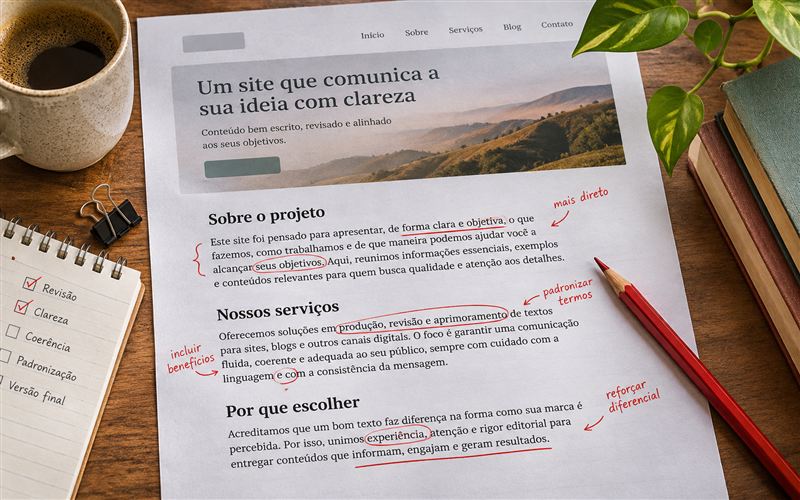 Início Sobre Serviços Blog Contato
Um site que comunica a
sua ideia com clareza
Conteúdo bem escrito, revisado e alinhado
aos seus objetivos.
Sobre o projeto
mais direto
Este site foi pensado para apresentar, de forma clara e objetiva, o que
fazemos, como trabalhamos e de que maneira podemos ajudar você a
alcançar seus objetivos. Aqui, reunimos informações essenciais, exemplos
e conteúdos relevantes para quem busca qualidade e atenção aos detalhes.
Nossos serviços
padronizar
termos
Oferecemos soluções em produção, revisão e aprimoramento de textos
para sites, blogs e outros canais digitais. O foco é garantir uma comunicação
fluida, coerente e adequada ao seu público, sempre com cuidado com a
linguagem e com a consistência da mensagem.
incluir
benefícios
Por que escolher
reforçar
diferencial
Acreditamos que um bom texto faz diferença na forma como sua marca é
percebida. Por isso, unimos experiência, atenção e rigor editorial para
entregar conteúdos que informam, engajam e geram resultados.
Revisão
Clareza
Coerência
Padronização
Versão final